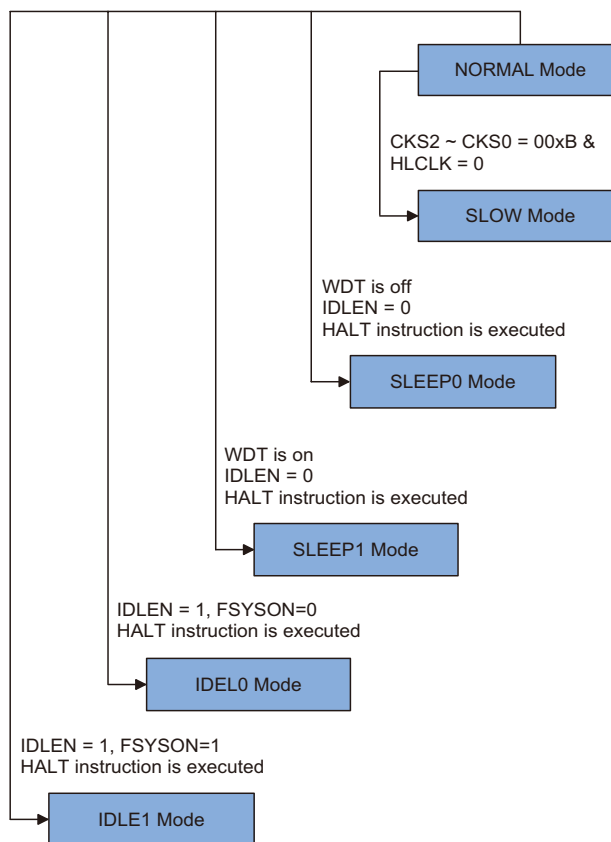 NORMAL Mode
CKS2 ~ CKS0 = 00xB &
HLCLK = 0
SLOW Mode
WDT is off
IDLEN = 0
HALT instruction is executed
SLEEP0 Mode
WDT is on
IDLEN = 0
HALT instruction is executed
SLEEP1 Mode
IDLEN = 1, FSYSON=0
HALT instruction is executed
IDEL0 Mode
IDLEN = 1, FSYSON=1
HALT instruction is executed
IDLE1 Mode